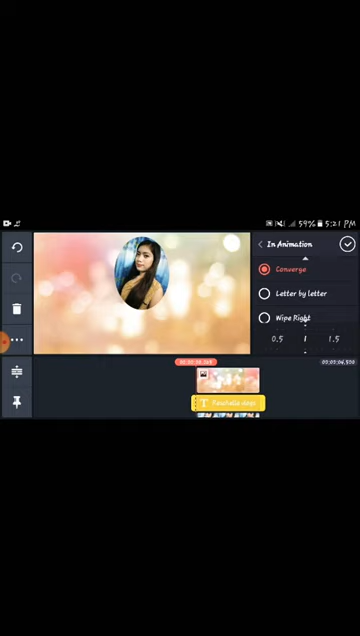 59% 5:21 PM
In Animation
Converge
Letter by letter
Wipe Right
0.5 1 1.5